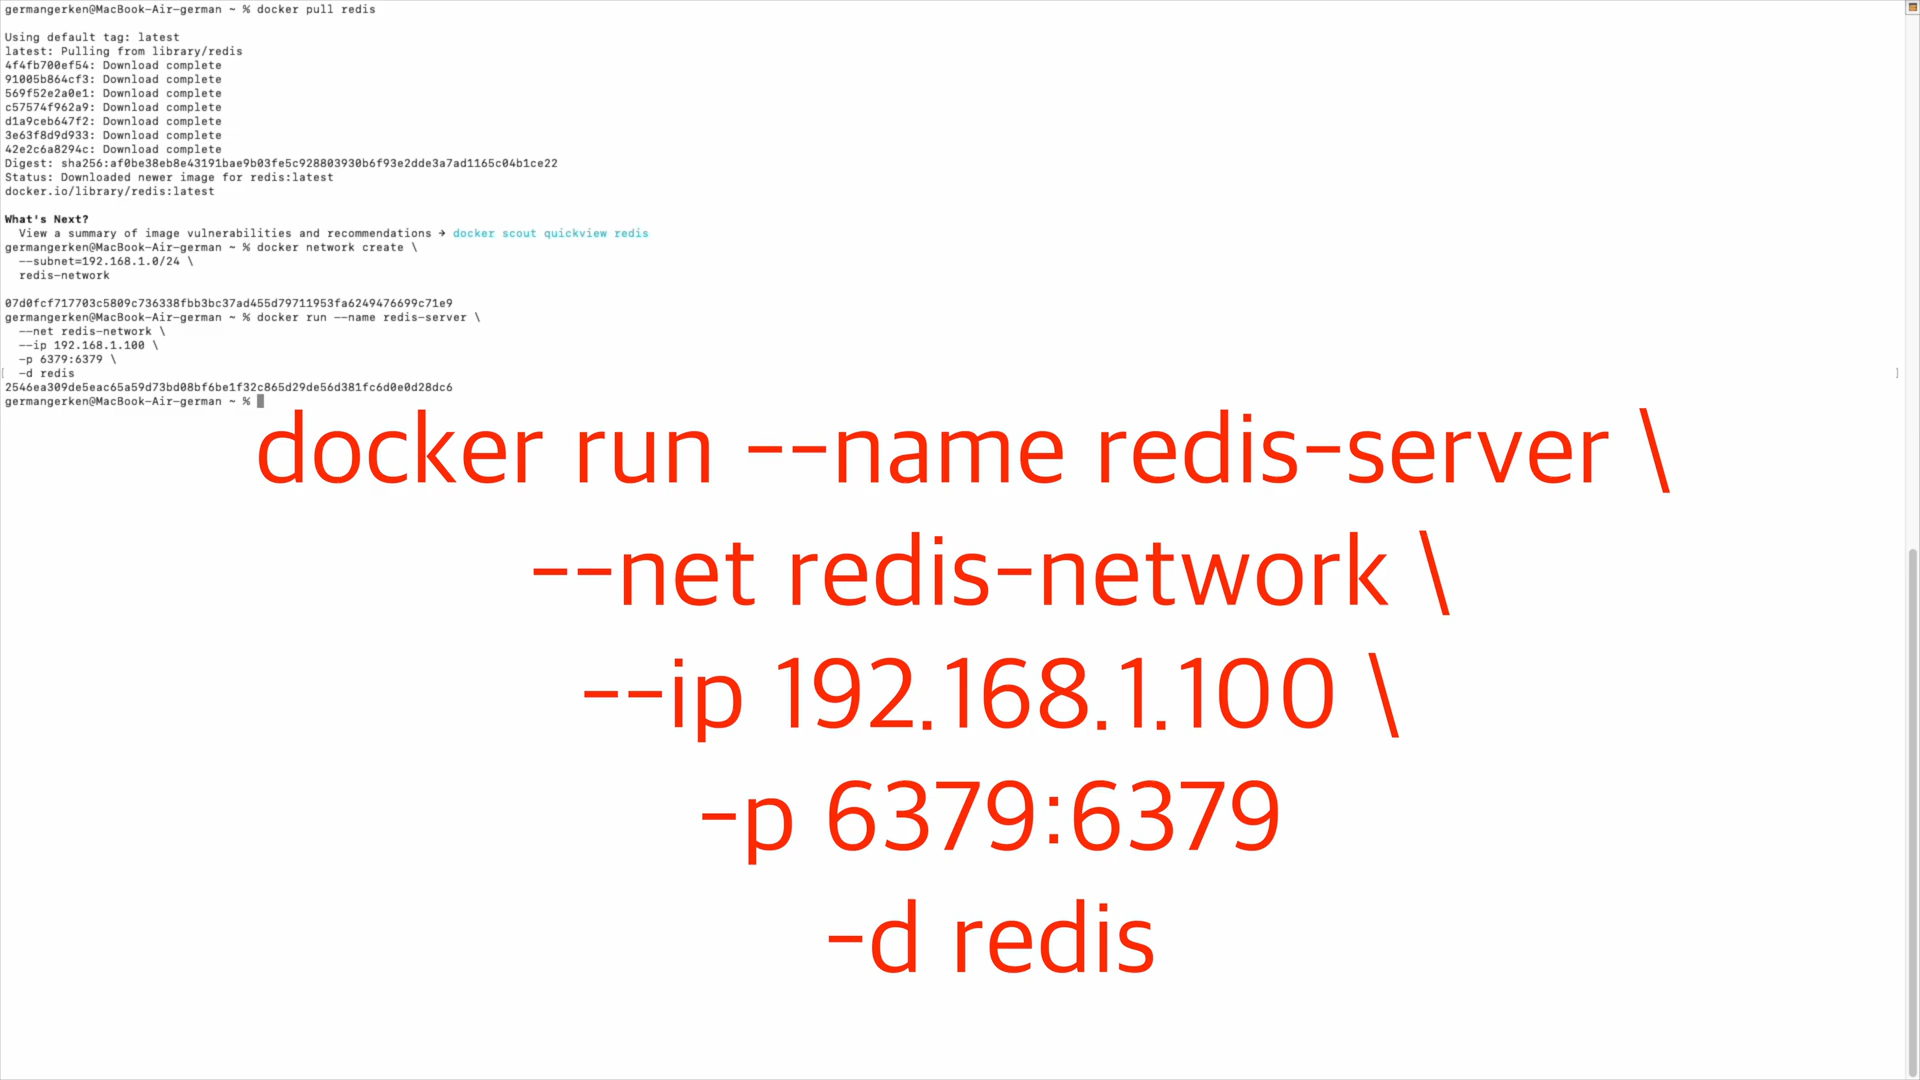 germangerken@MacBook-Air-german ~ % docker pull redis
Using default tag: latest
latest: Pulling from library/redis
4f4fb700ef54: Download complete
91005b864cf3: Download complete
569f52e2a0e1: Download complete
c57574f962a9: Download complete
d1a9ceb647f2: Download complete
3e63f8d9d933: Download complete
42e2c6a8294c: Download complete
Digest: sha256:af0be38eb8e43191bae9b03fe5c928803930b6f93e2dde3a7ad1165c04b1ce22
Status: Downloaded newer image for redis:latest
docker.io/library/redis:latest
What's Next?
View a summary of image vulnerabilities and recommendations → docker scout quickview redis
germangerken@MacBook-Air-german ~ % docker network create \
--subnet=192.168.1.0/24 \
redis-network
07d0fcf717703c5809c736338fbb3bc37ad455d79711953fa6249476699c71e9
germangerken@MacBook-Air-german ~ % docker run --name redis-server \
--net redis-network \
--ip 192.168.1.100 \
-p 6379:6379 \
[ -d redis ]
2546ea309de5eac65a59d73bd08bf6be1f32c865d29de56d381fc6d0e0d28dc6
germangerken@MacBook-Air-german ~ %
docker run --name redis-server \
--net redis-network \
--ip 192.168.1.100 \
-p 6379:6379
-d redis